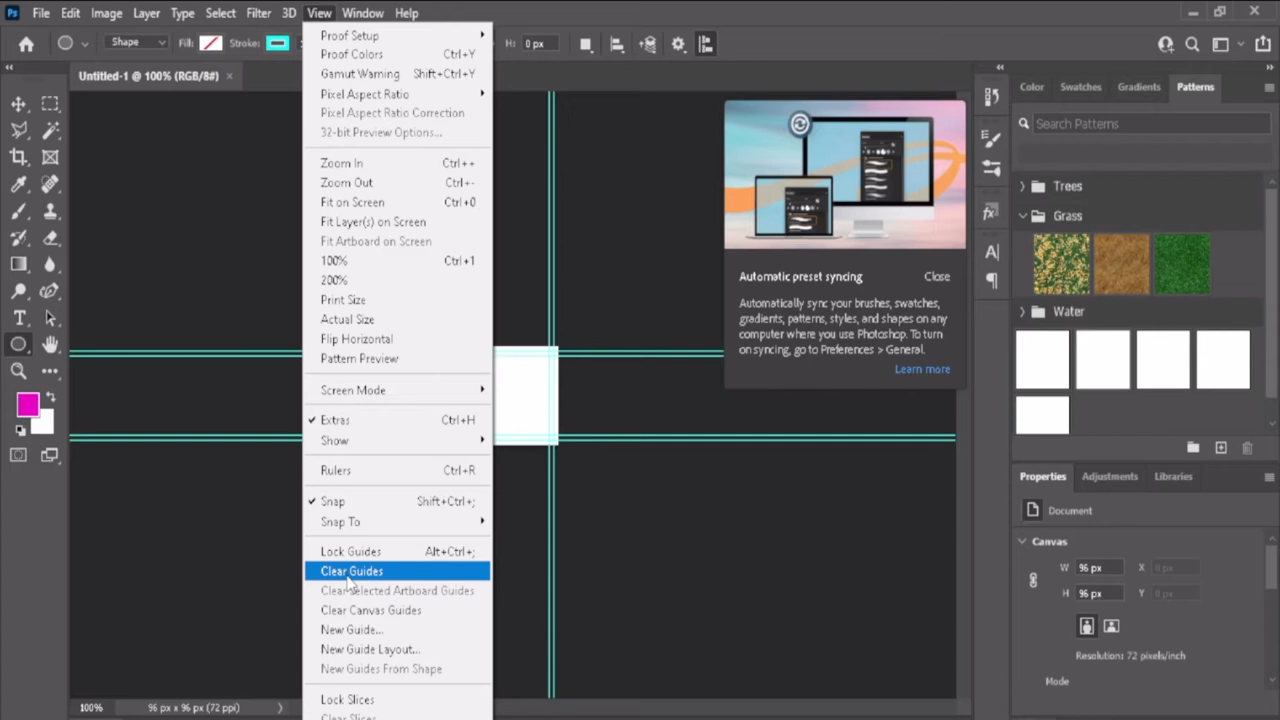 Ps File Edit Image Layer Type Select Filter 3D View Window Help
Shape Fill: Stroke: H: 0 px
Untitled-1 @ 100% (RGB/8#) ×
Proof Setup
Proof Colors Ctrl+Y
Gamut Warning Shift+Ctrl+Y
Pixel Aspect Ratio
Pixel Aspect Ratio Correction
32-bit Preview Options...
Zoom In Ctrl++
Zoom Out Ctrl+-
Fit on Screen Ctrl+0
Fit Layer(s) on Screen
Fit Artboard on Screen
100% Ctrl+1
200%
Print Size
Actual Size
Flip Horizontal
Pattern Preview
Screen Mode
Extras Ctrl+H
Show
Rulers Ctrl+R
Snap Shift+Ctrl+;
Snap To
Lock Guides Alt+Ctrl+;
Clear Guides
Clear Selected Artboard Guides
Clear Canvas Guides
New Guide...
New Guide Layout...
New Guides From Shape
Lock Slices
Clear Slices
Automatic preset syncing Close
Automatically sync your brushes, swatches,
gradients, patterns, styles, and shapes on any
computer where you use Photoshop. To turn
on syncing, go to Preferences > General.
Learn more
Color Swatches Gradients Patterns
Search Patterns
Trees
Grass
Water
Properties Adjustments Libraries
Document
Canvas
W 96 px X 0 px
H 96 px Y 0 px
Resolution: 72 pixels/inch
Mode
100% 96 px x 96 px (72 ppi)